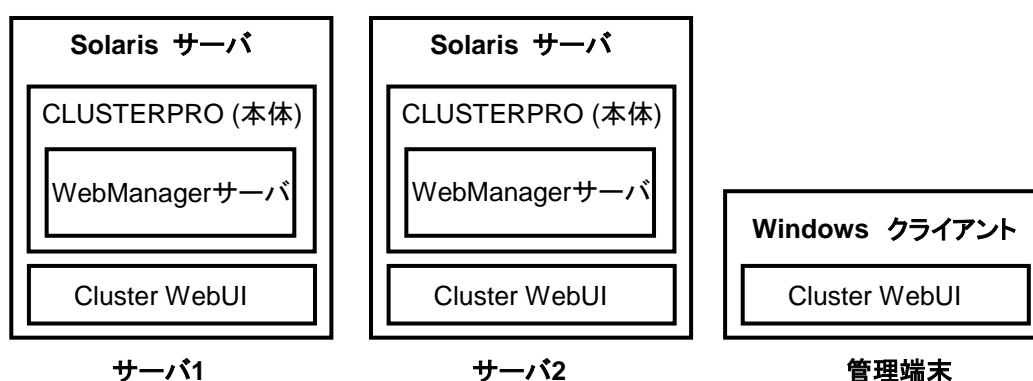 Solaris サーバ
CLUSTERPRO (本体)
WebManagerサーバ
Cluster WebUI
サーバ1
Solaris サーバ
CLUSTERPRO (本体)
WebManagerサーバ
Cluster WebUI
サーバ2
Windows クライアント
Cluster WebUI
管理端末